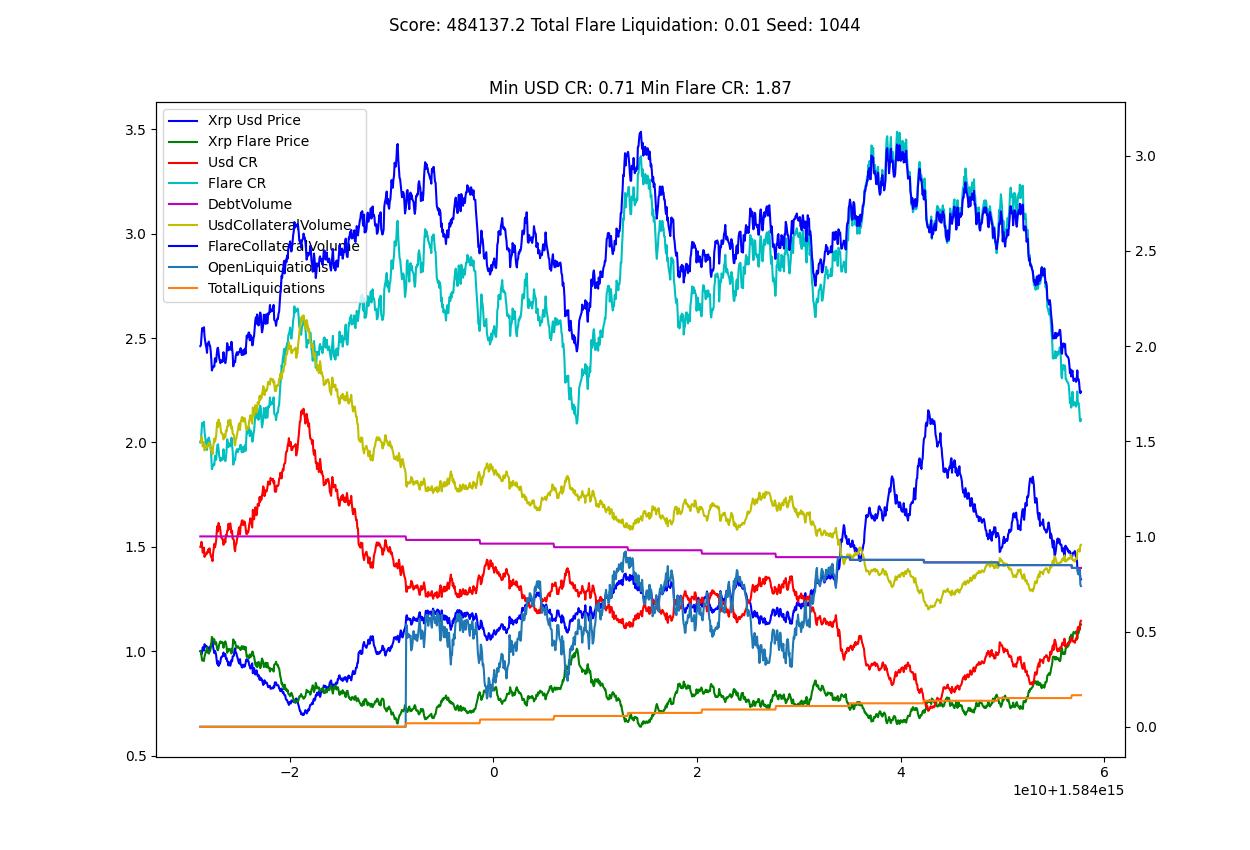 Score: 484137.2 Total Flare Liquidation: 0.01 Seed: 1044
Min USD CR: 0.71 Min Flare CR: 1.87
Xrp Usd Price
Xrp Flare Price
Usd CR
Flare CR
DebtVolume
UsdCollateralVolume
FlareCollateralVolume
OpenLiquidations
TotalLiquidations
3.5
3.0
2.5
2.0
1.5
1.0
0.5
3.0
2.5
2.0
1.5
1.0
0.5
0.0
−2
0
2
4
6
1e10+1.584e15